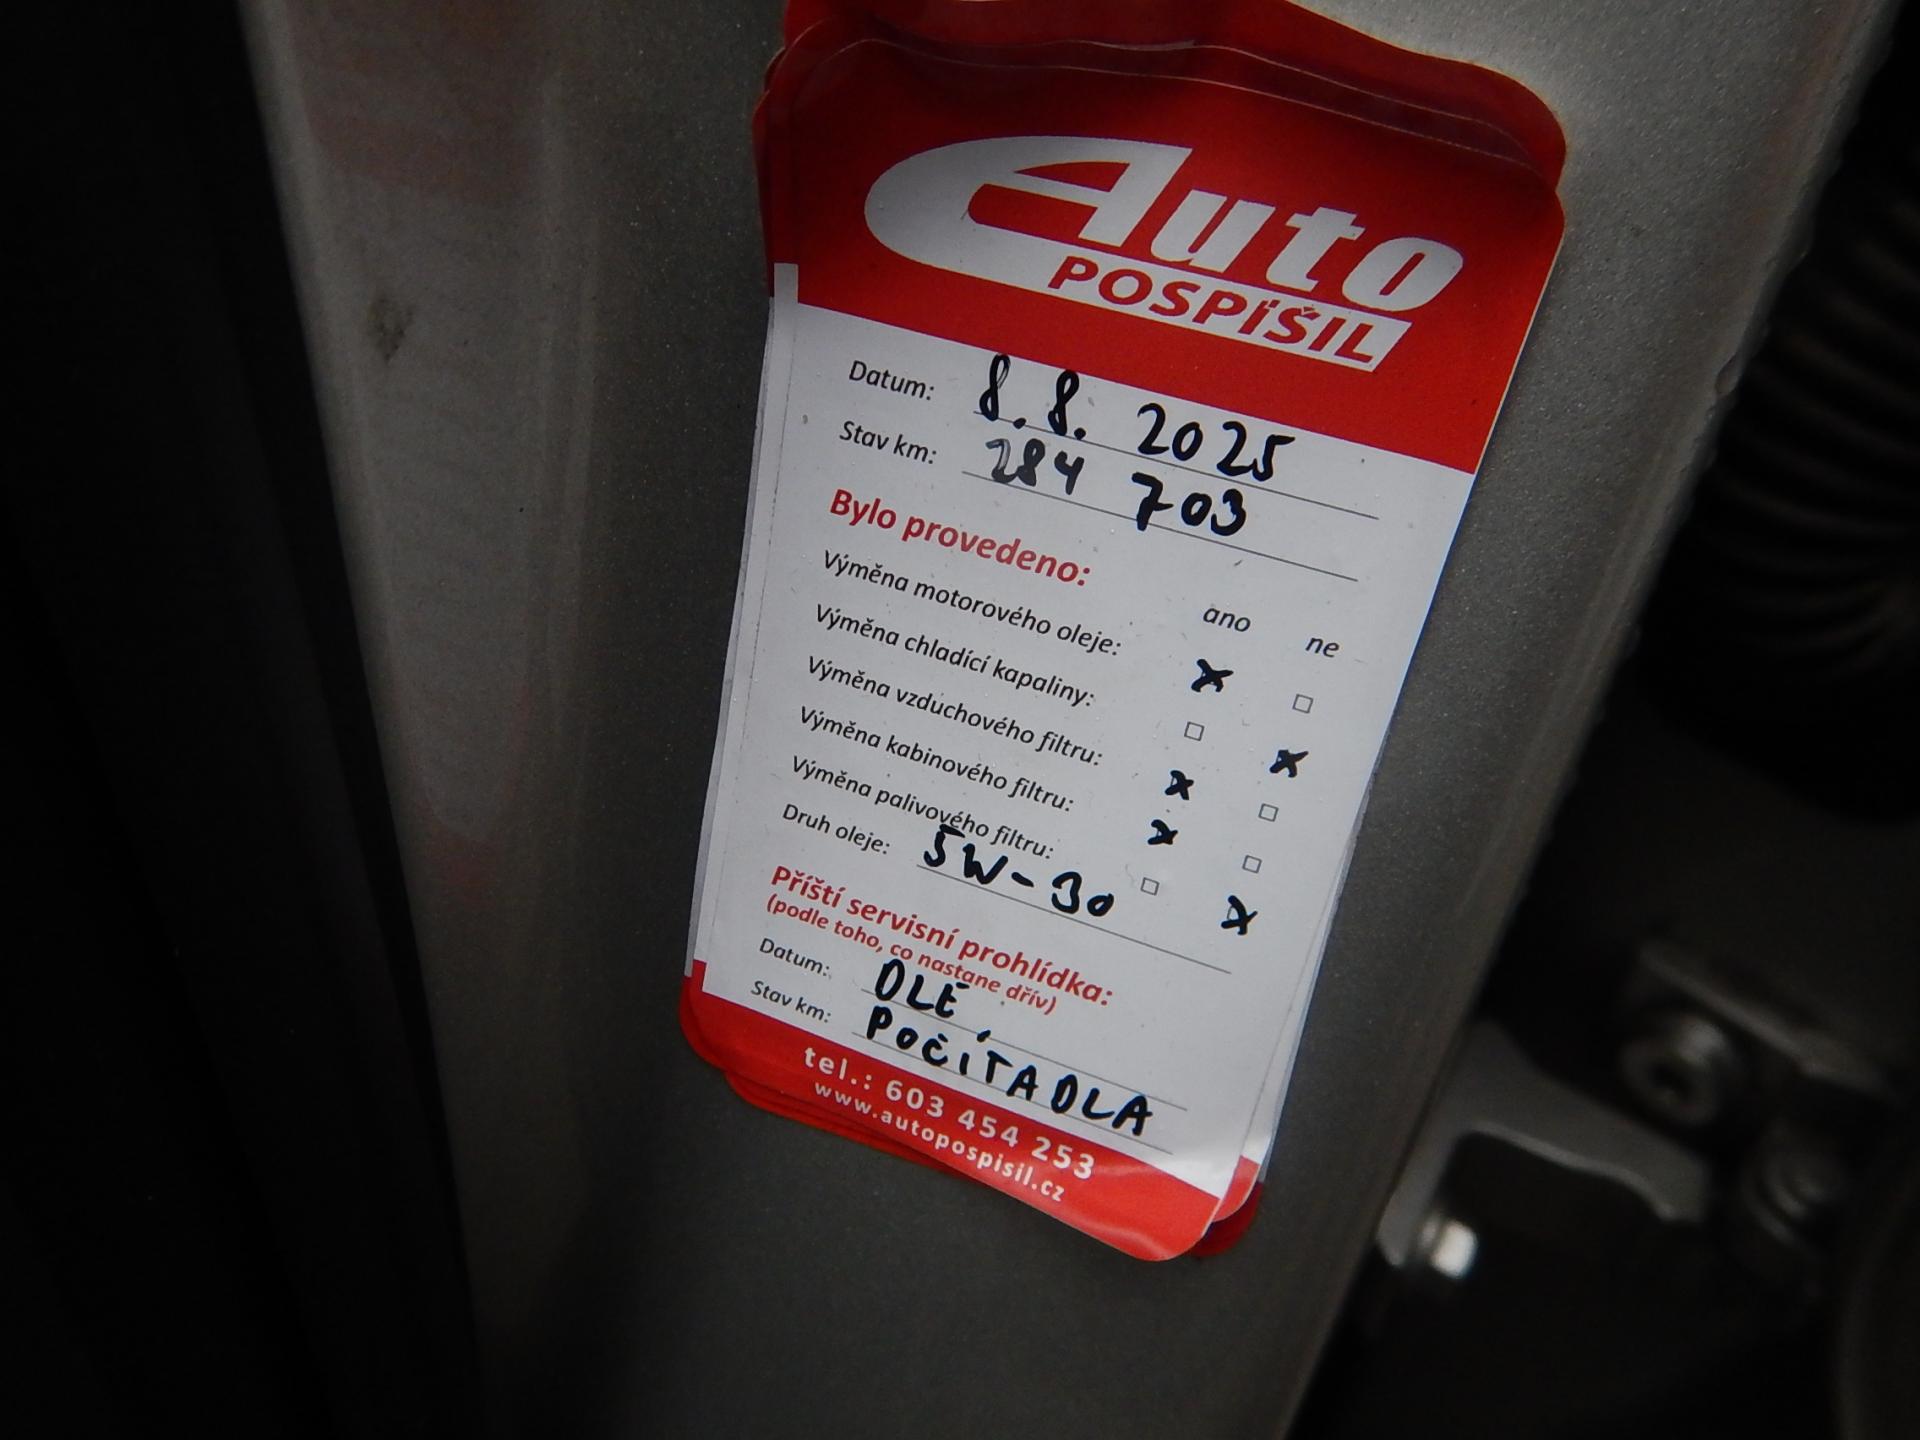 Auto
POSPÍŠIL
Datum: 8.8. 2025
Stav km: 284 703
Bylo provedeno:
ano ne
Výměna motorového oleje:
Výměna chladící kapaliny:
Výměna vzduchového filtru:
Výměna kabinového filtru:
Výměna palivového filtru:
Druh oleje: 5W-30
Příští servisní prohlídka:
(podle toho, co nastane dřív)
Datum: DLE
Stav km: POČÍTADLA
tel.: 603 454 253
www.autopospisil.cz